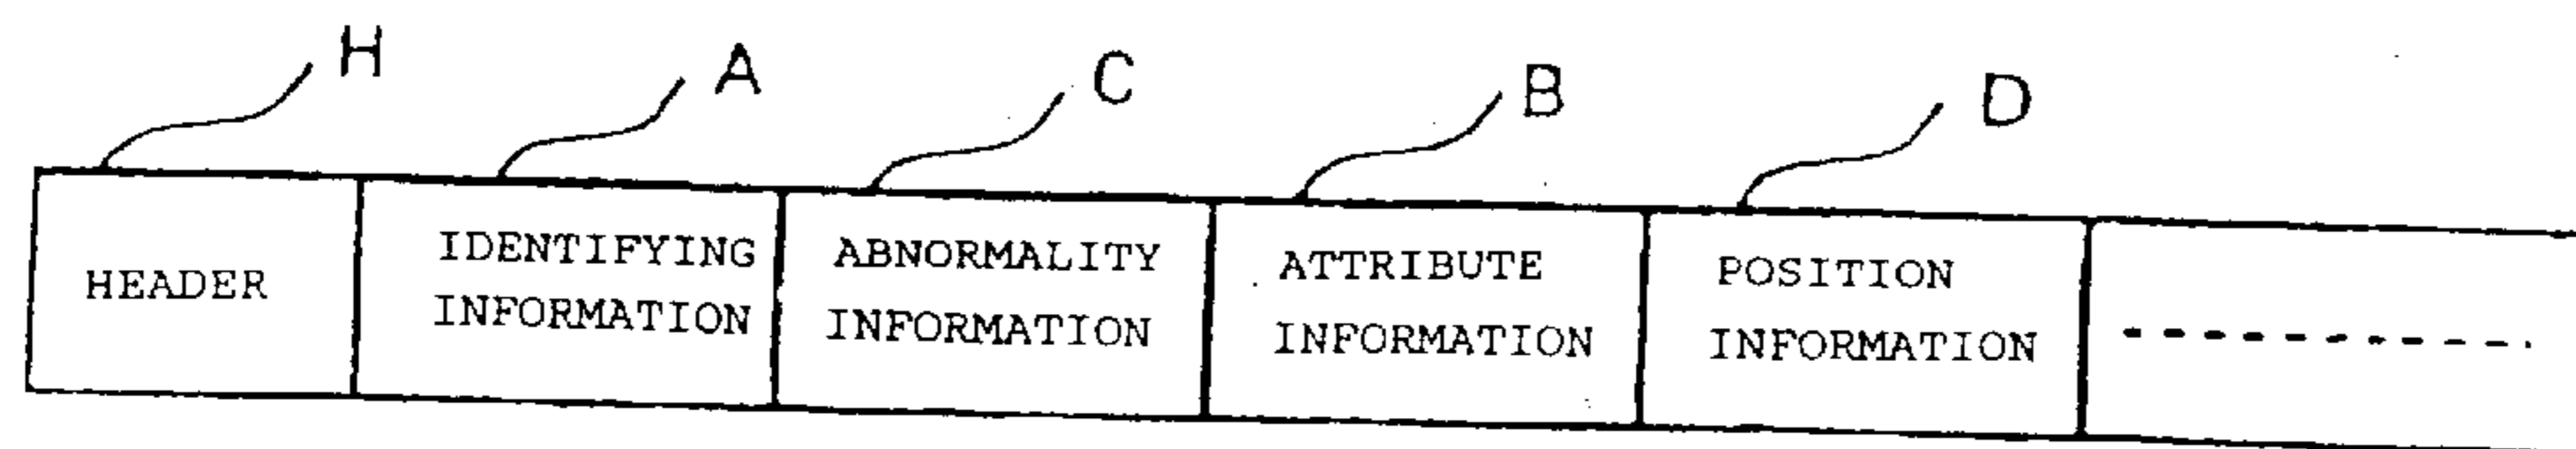 H A C B D
HEADER
IDENTIFYING
INFORMATION
ABNORMALITY
INFORMATION
ATTRIBUTE
INFORMATION
POSITION
INFORMATION